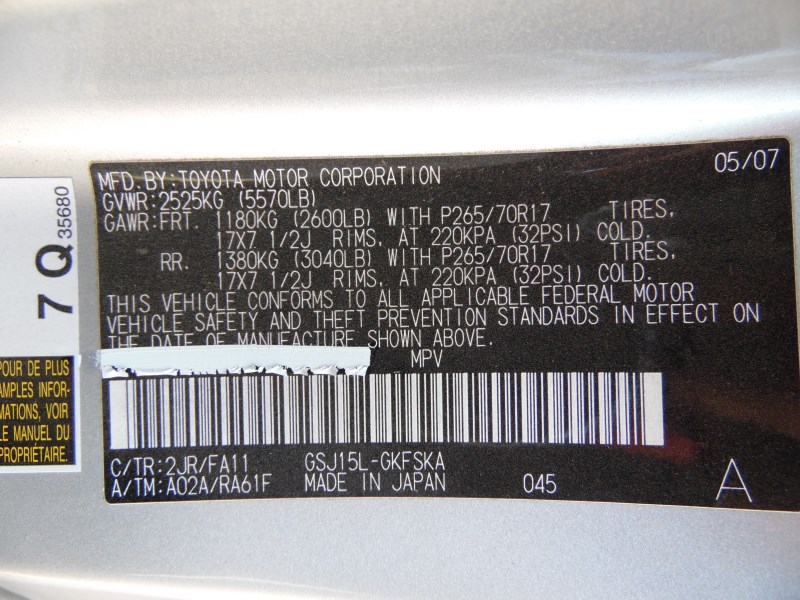 MFD.BY:TOYOTA MOTOR CORPORATION 05/07
GVWR:2525KG (5570LB)
GAWR:FRT. 1180KG (2600LB) WITH P265/70R17 TIRES,
17X7 1/2J RIMS, AT 220KPA (32PSI) COLD.
RR. 1380KG (3040LB) WITH P265/70R17 TIRES,
17X7 1/2J RIMS, AT 220KPA (32PSI) COLD.
THIS VEHICLE CONFORMS TO ALL APPLICABLE FEDERAL MOTOR
VEHICLE SAFETY AND THEFT PREVENTION STANDARDS IN EFFECT ON
THE DATE OF MANUFACTURE SHOWN ABOVE.
MPV
C/TR:2JR/FA11 GSJ15L-GKFSKA
A/TM:A02A/RA61F MADE IN JAPAN 045 A
7 Q 35680
POUR DE PLUS
AMPLES INFOR-
MATIONS, VOIR
LE MANUEL DU
PROPRIÉTAIRE.